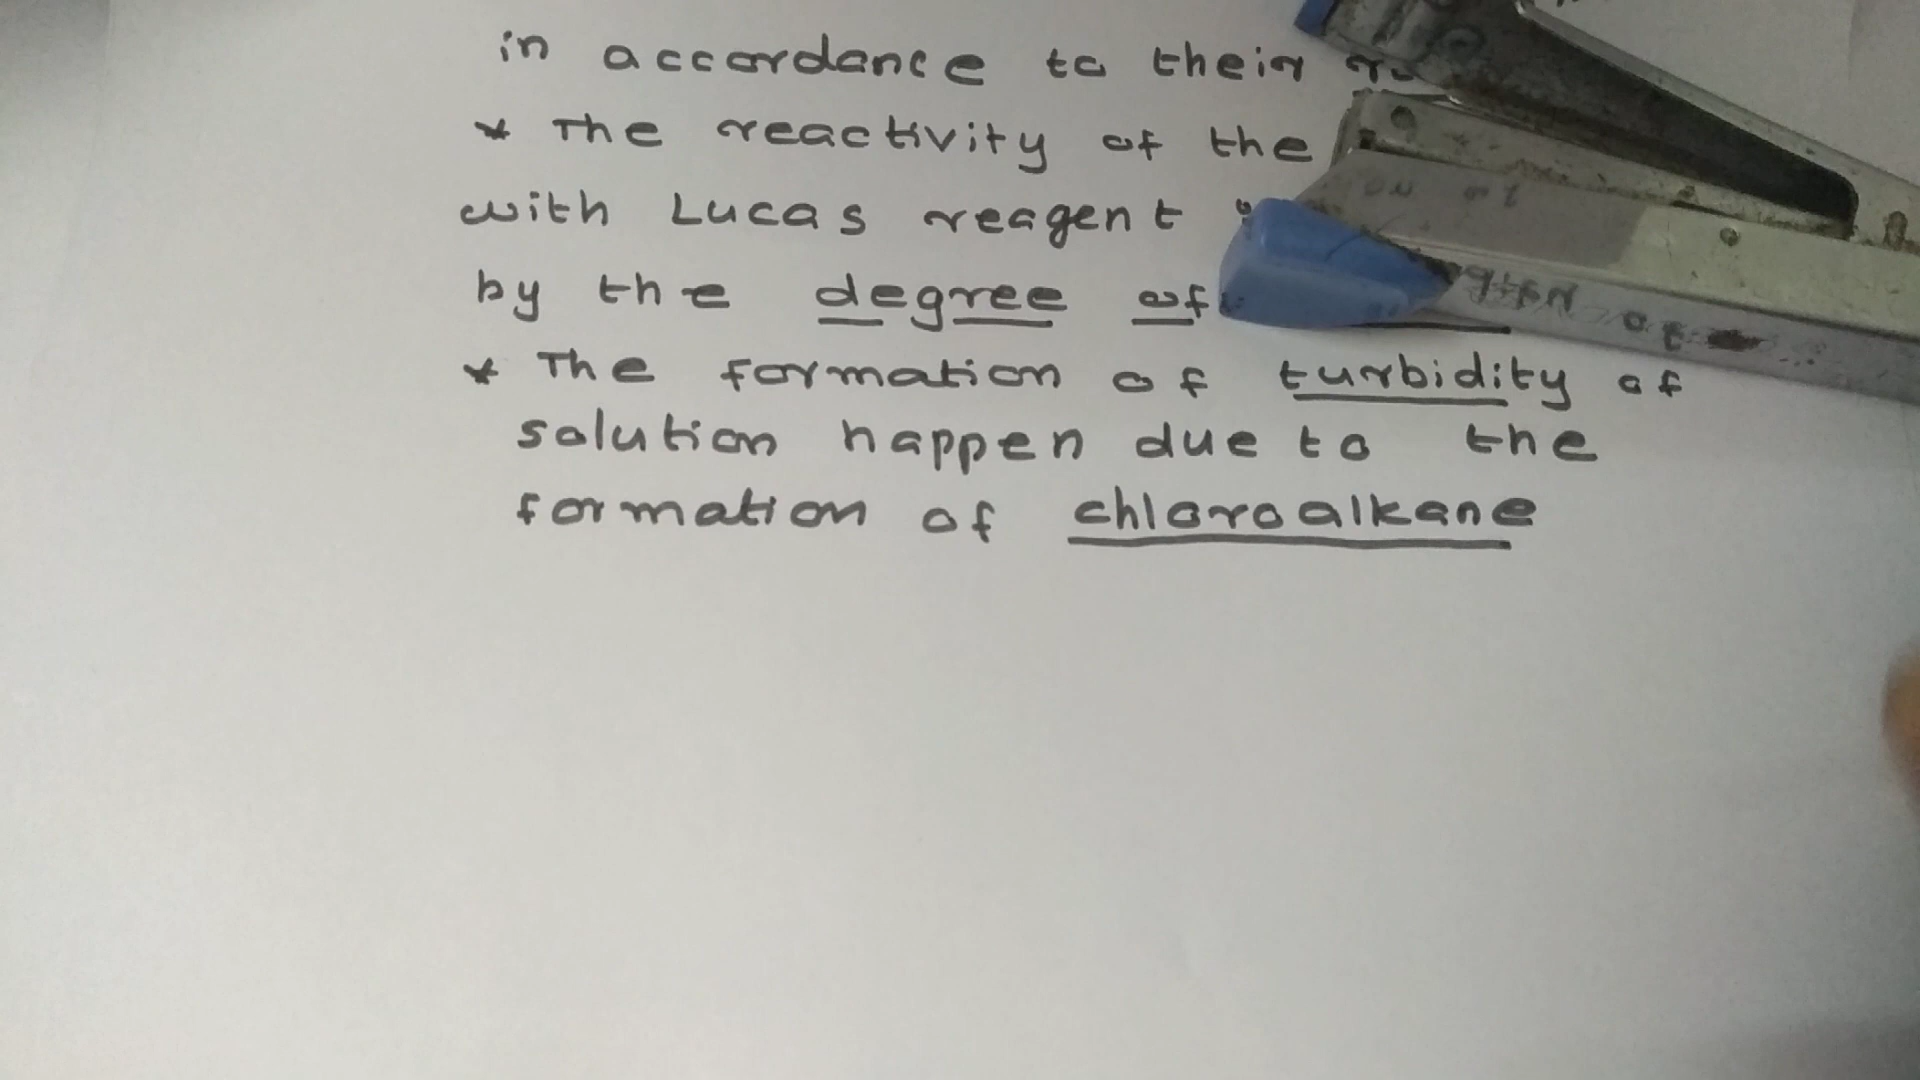 in accordance to their
* The reactivity of the
with Lucas reagent
by the degree of
* The formation of turbidity of
solution happen due to the
formation of chloroalkane